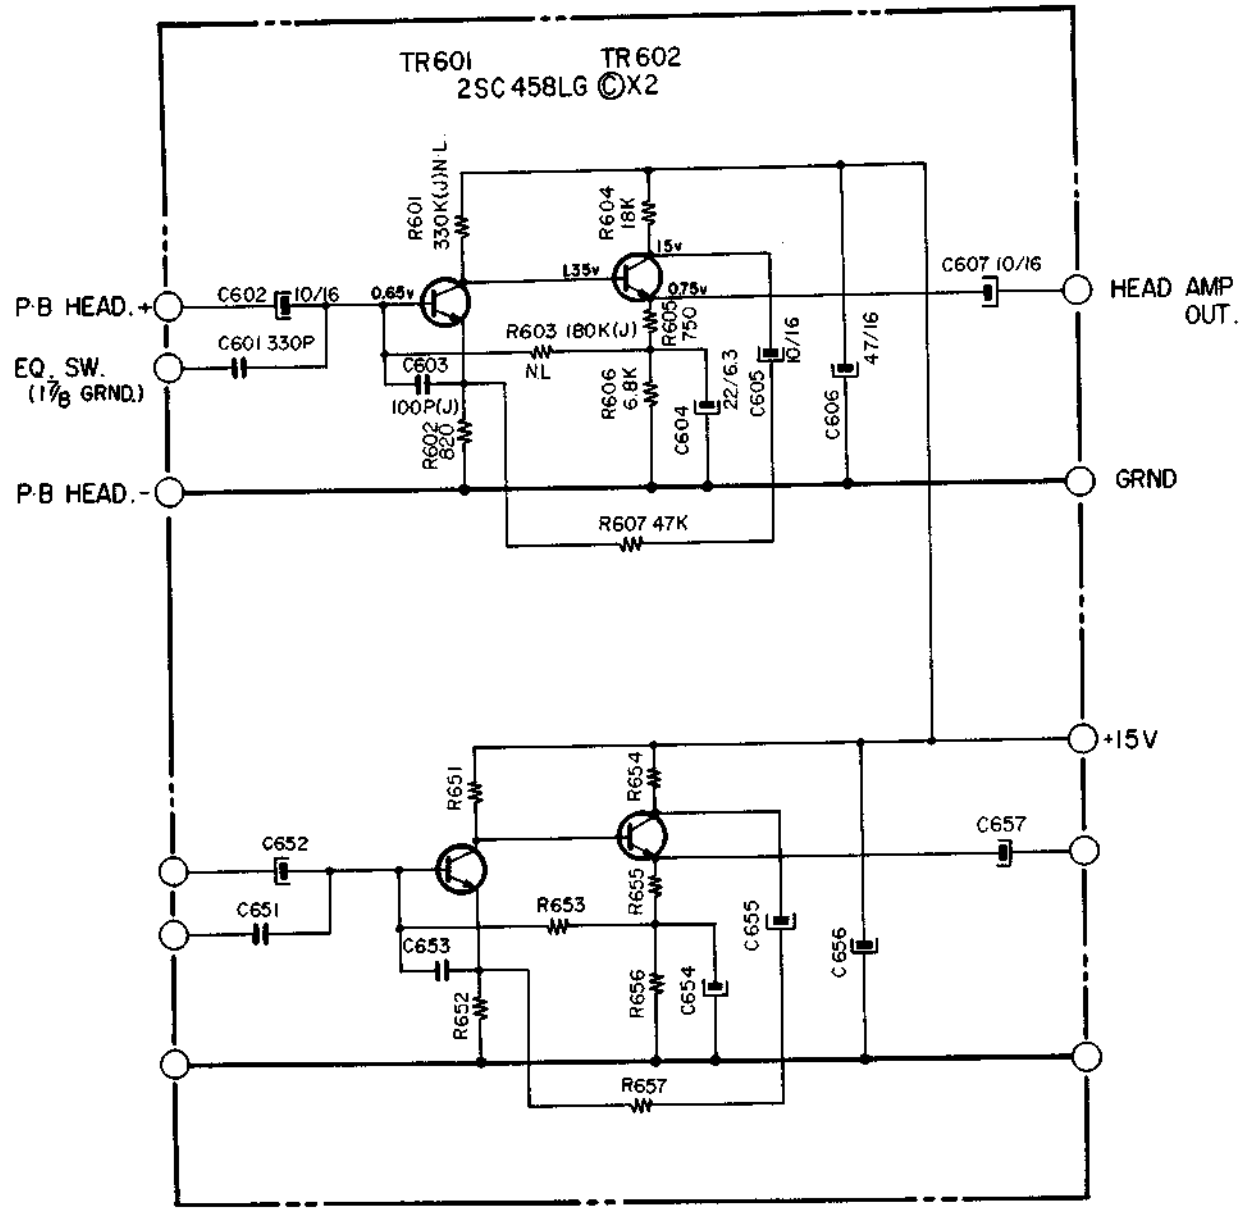 TR601 TR602
2SC458LG ©X2
R601
330K(J)N.L.
R604
18K
15v
1.35v
C602 10/16
0.65v
0.75v
C607 10/16
P·B HEAD.+
HEAD AMP
OUT.
C601 330P
R603 180K(J)
N.L
R605
750
10/16
47/16
EQ. SW.
(1 7/8 GRND.)
C603
100P(J)
R606
6.8K
22/6.3
C604
C605
C606
R602
820
P·B HEAD.-
GRND
R607 47K
+15V
R651
R654
C652
C657
R655
C651
R653
C655
C653
C656
R652
R656
C654
R657